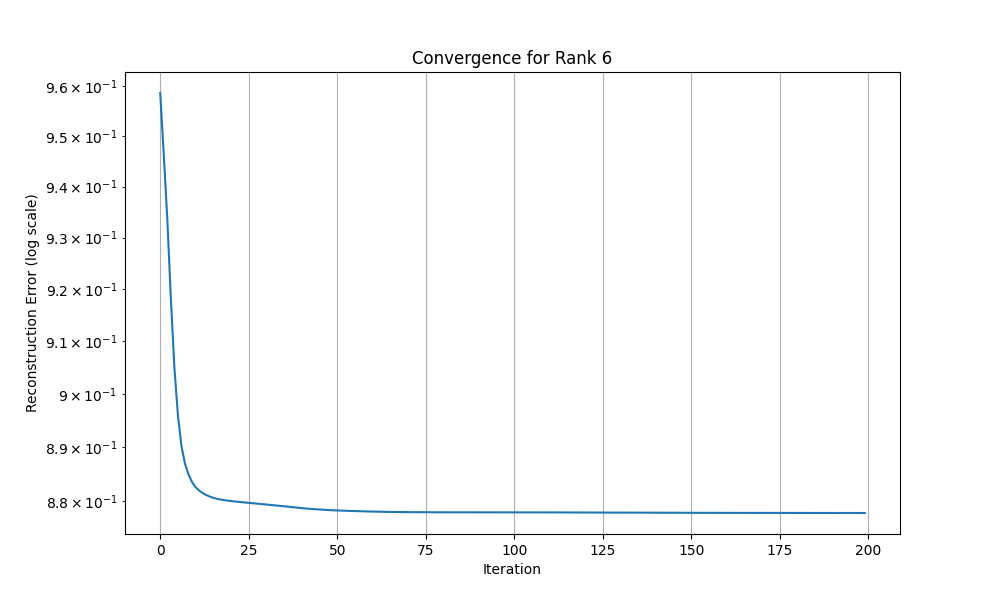 Convergence for Rank 6
Reconstruction Error (log scale)
9.6 × 10⁻¹
9.5 × 10⁻¹
9.4 × 10⁻¹
9.3 × 10⁻¹
9.2 × 10⁻¹
9.1 × 10⁻¹
9 × 10⁻¹
8.9 × 10⁻¹
8.8 × 10⁻¹
0 25 50 75 100 125 150 175 200
Iteration